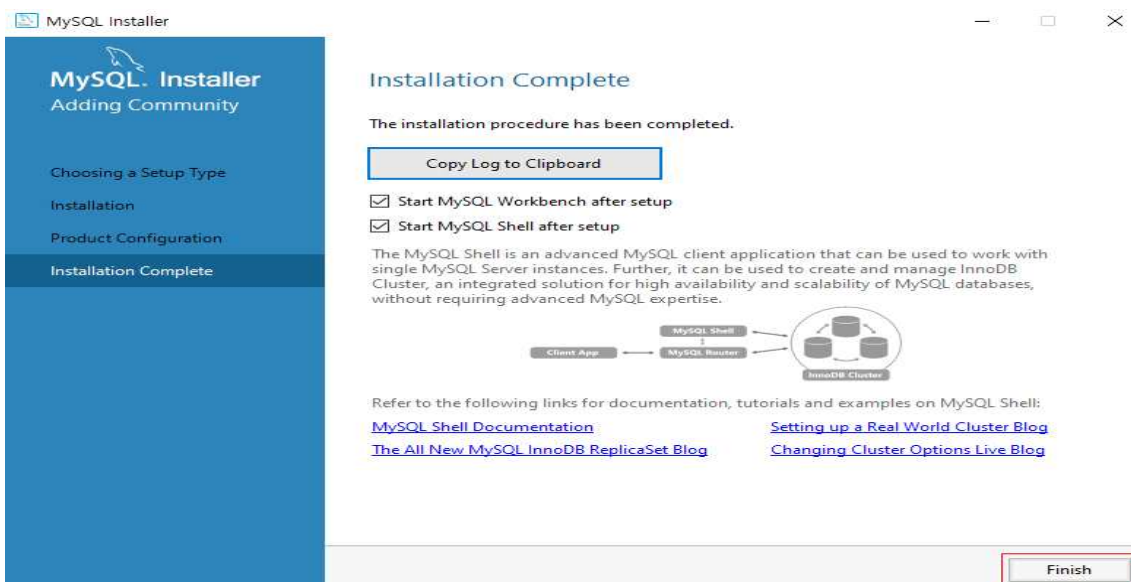 MySQL Installer
MySQL. Installer
Adding Community
Choosing a Setup Type
Installation
Product Configuration
Installation Complete
Installation Complete
The installation procedure has been completed.
Copy Log to Clipboard
Start MySQL Workbench after setup
Start MySQL Shell after setup
The MySQL Shell is an advanced MySQL client application that can be used to work with
single MySQL Server instances. Further, it can be used to create and manage InnoDB
Cluster, an integrated solution for high availability and scalability of MySQL databases,
without requiring advanced MySQL expertise.
MySQL Shell
Client App
MySQL Router
InnoDB Cluster
Refer to the following links for documentation, tutorials and examples on MySQL Shell:
MySQL Shell Documentation
Setting up a Real World Cluster Blog
The All New MySQL InnoDB ReplicaSet Blog
Changing Cluster Options Live Blog
Finish